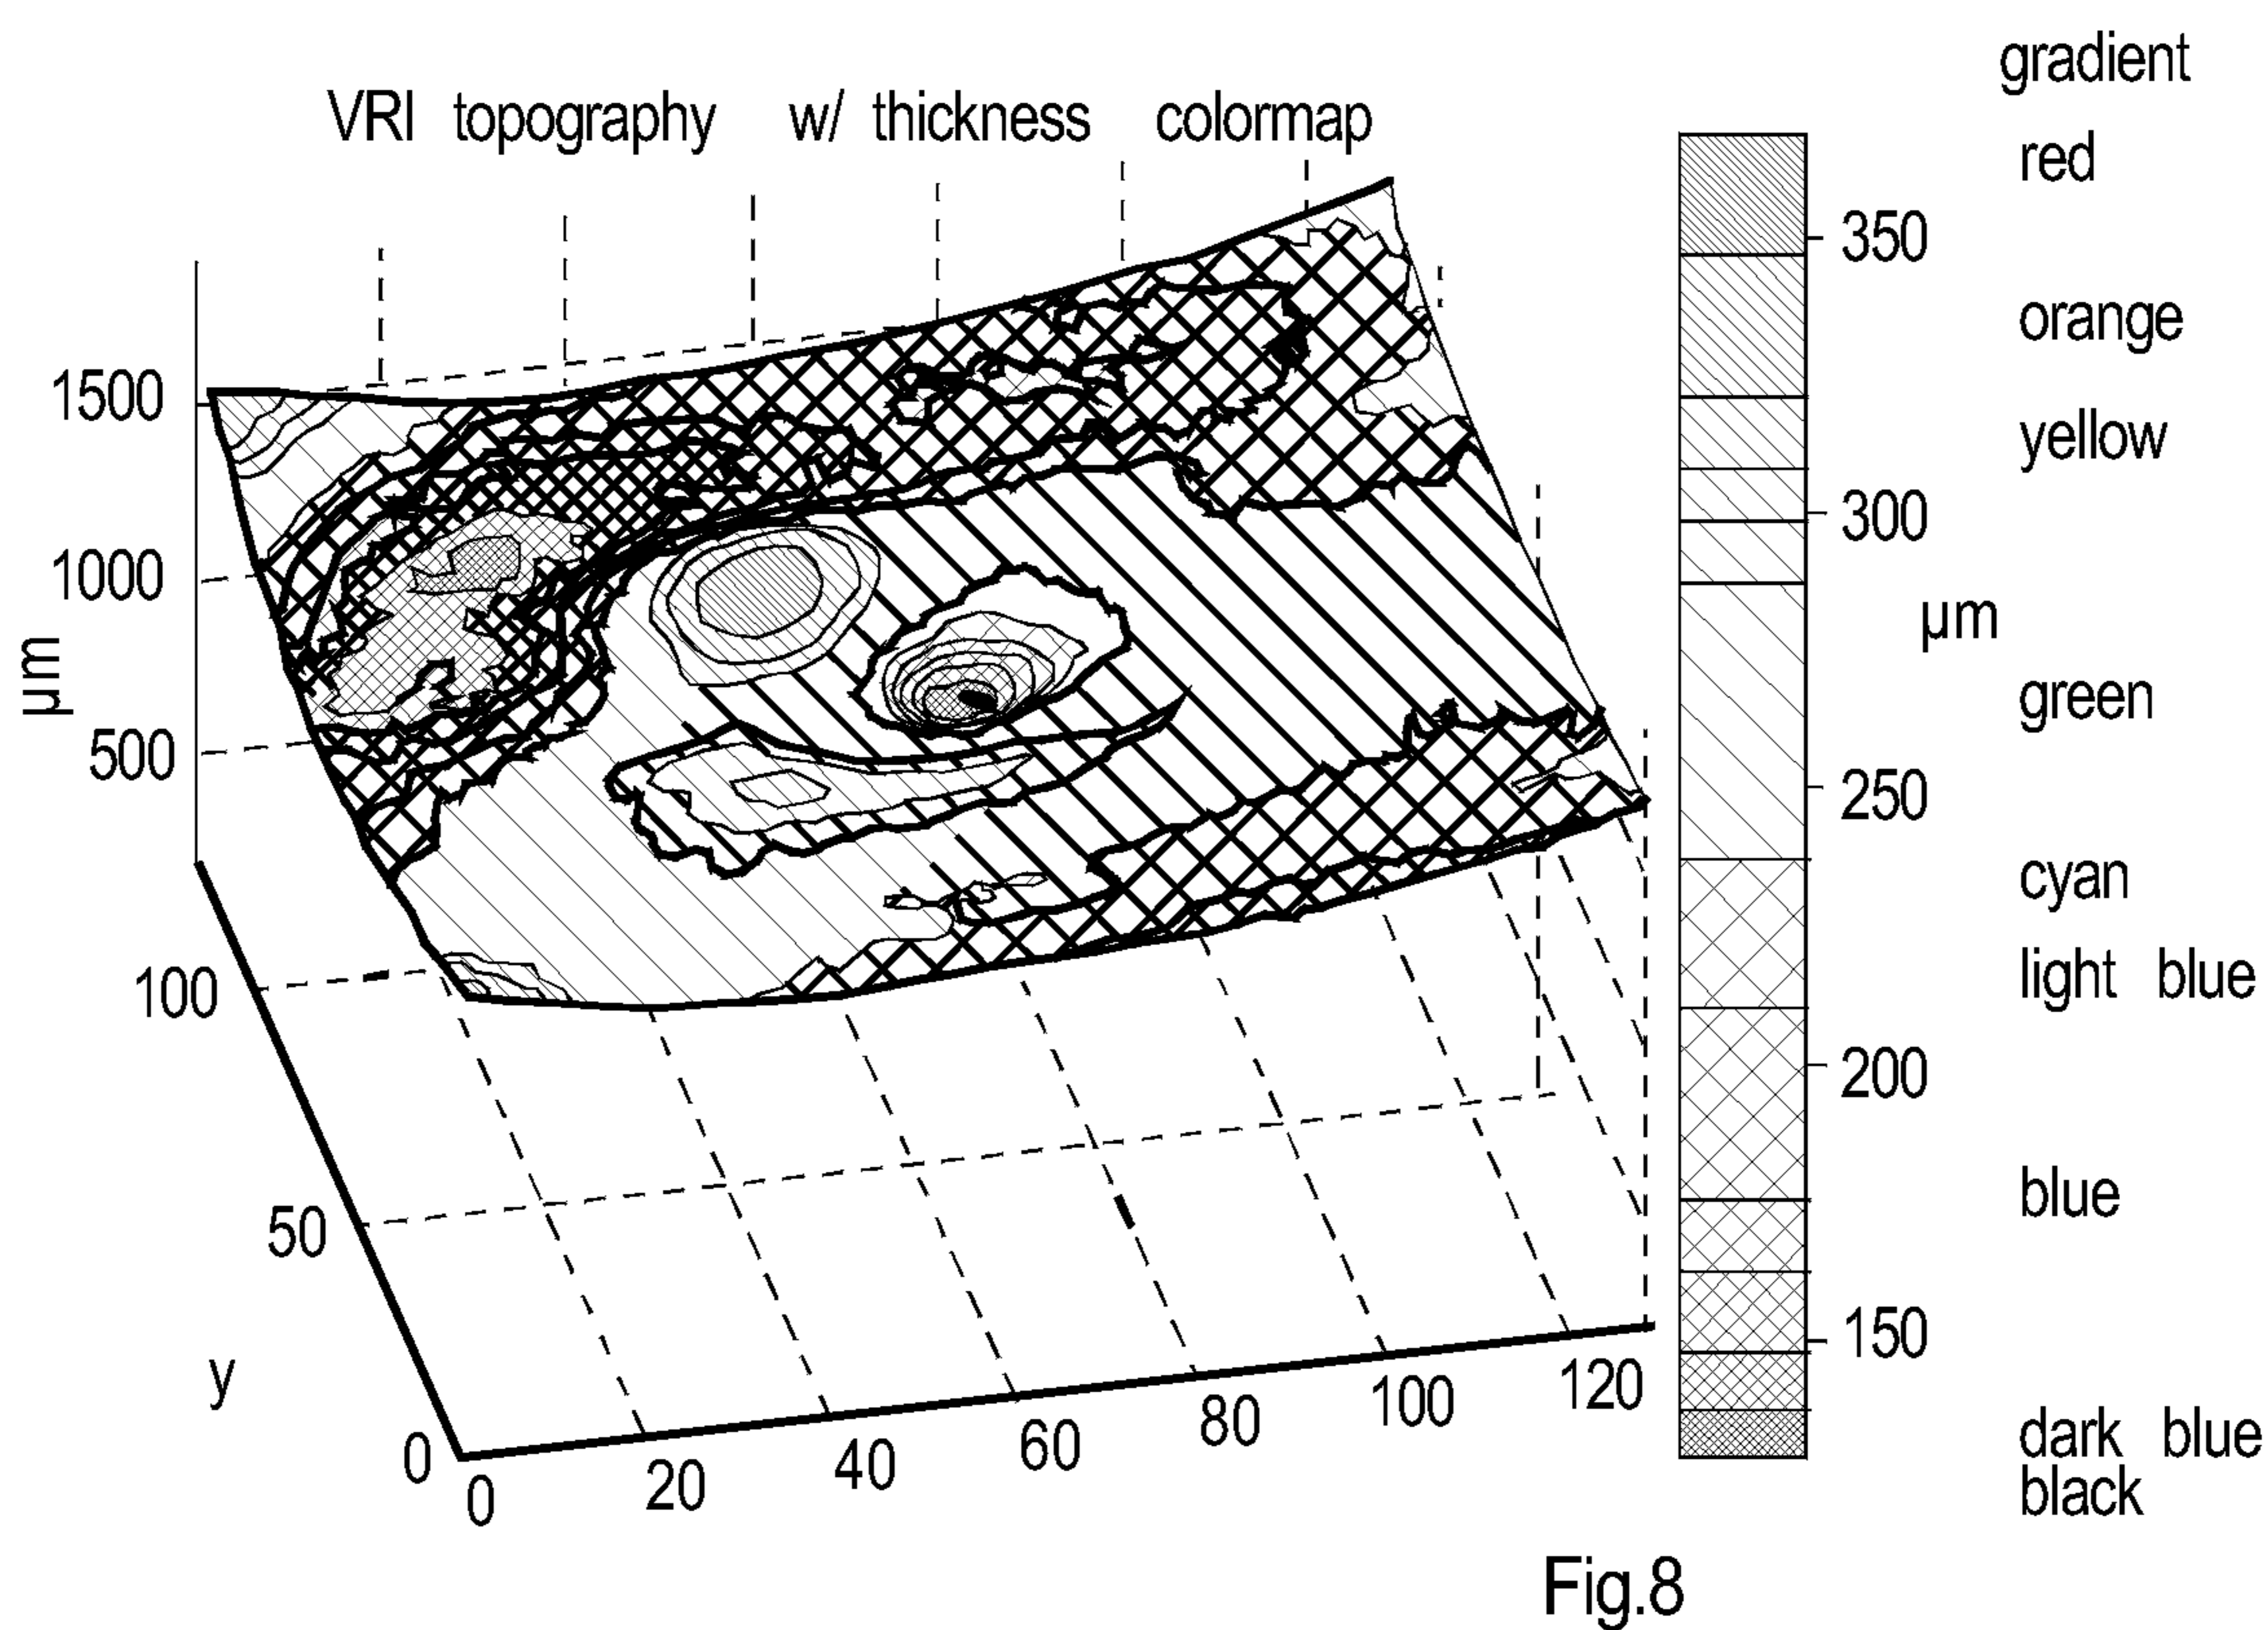 VRI topography w/ thickness colormap
gradient
red
350
orange
yellow
300
µm
green
250
cyan
light blue
200
blue
150
dark blue
black
1500
1000
µm
500
100
50
y
0
0
20
40
60
80
100
120
Fig.8